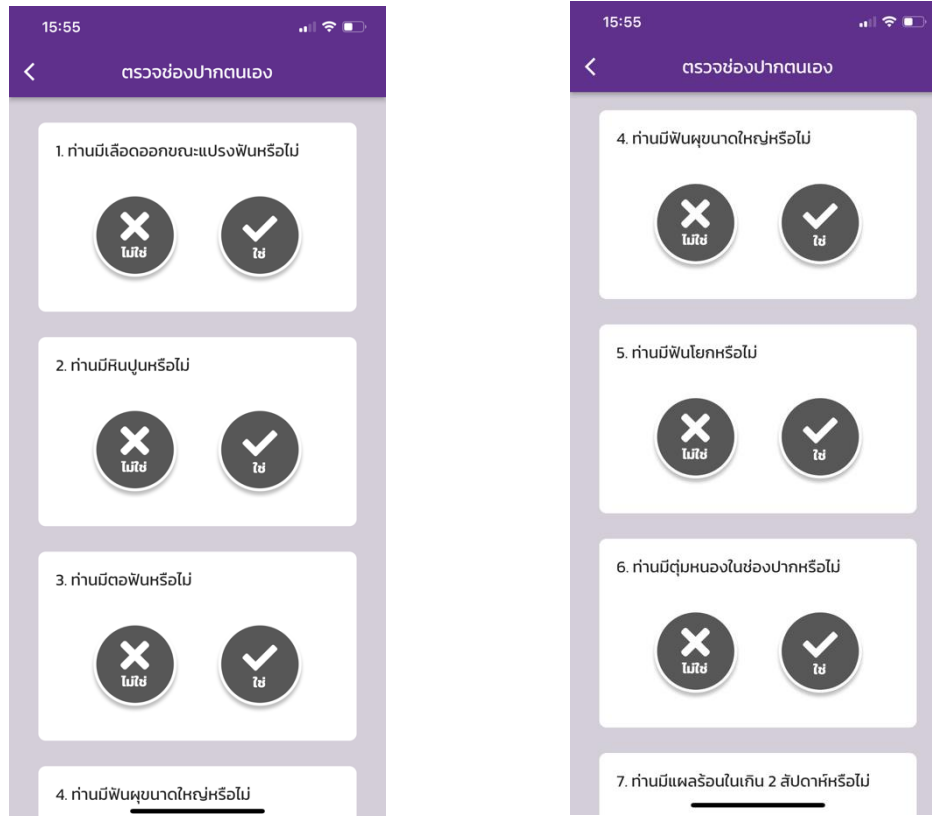 15:55
ตรวจช่องปากตนเอง
1. ท่านมีเลือดออกขณะแปรงฟันหรือไม่
ไม่ใช่ ใช่
2. ท่านมีหินปูนหรือไม่
ไม่ใช่ ใช่
3. ท่านมีตอฟันหรือไม่
ไม่ใช่ ใช่
4. ท่านมีฟันผุขนาดใหญ่หรือไม่
15:55
ตรวจช่องปากตนเอง
4. ท่านมีฟันผุขนาดใหญ่หรือไม่
ไม่ใช่ ใช่
5. ท่านมีฟันโยกหรือไม่
ไม่ใช่ ใช่
6. ท่านมีตุ่มหนองในช่องปากหรือไม่
ไม่ใช่ ใช่
7. ท่านมีแผลร้อนในเกิน 2 สัปดาห์หรือไม่